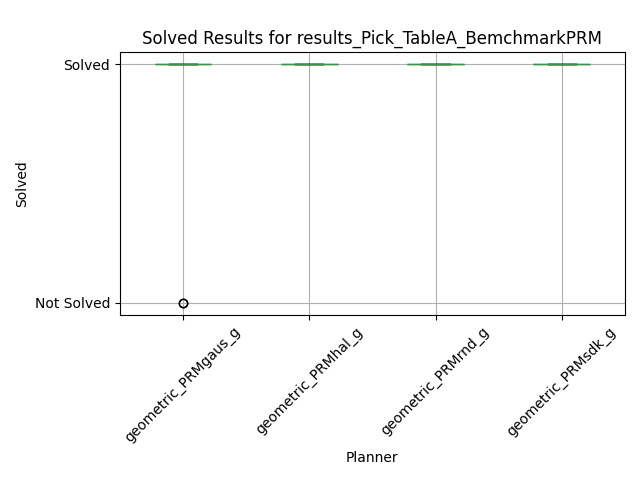 Solved Results for results_Pick_TableA_BemchmarkPRM
Solved
Solved
Not Solved
geometric_PRMgaus_g
geometric_PRMhal_g
geometric_PRMrnd_g
geometric_PRMsdk_g
Planner